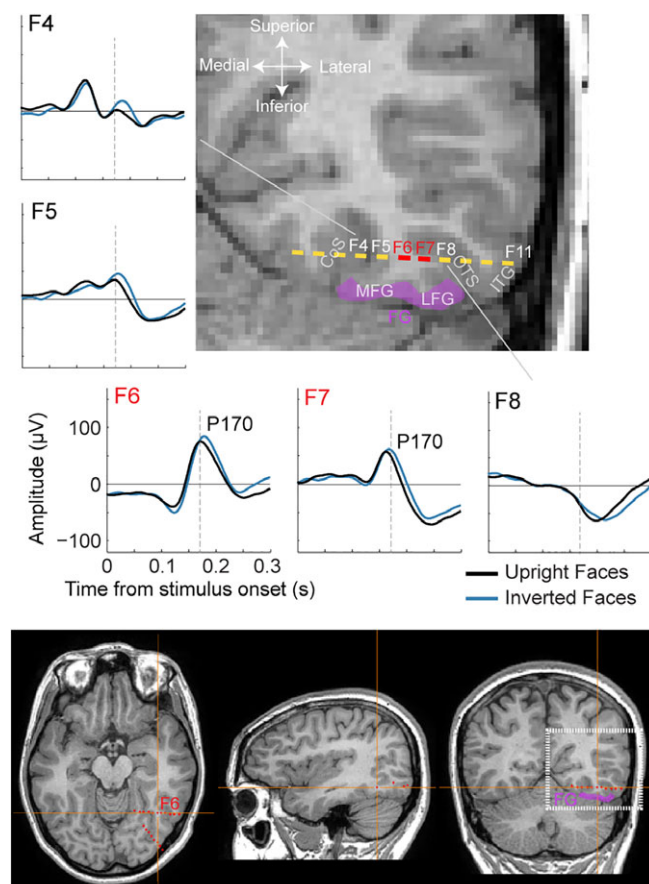 F4
Superior
Medial
Lateral
Inferior
F5
CoS
F4
F5
F6
F7
F8
OTS
F11
ITG
MFG
LFG
FG
F6
P170
F7
P170
F8
100
0
−100
Amplitude (µV)
0
0.1
0.2
0.3
Time from stimulus onset (s)
Upright Faces
Inverted Faces
F6
FG